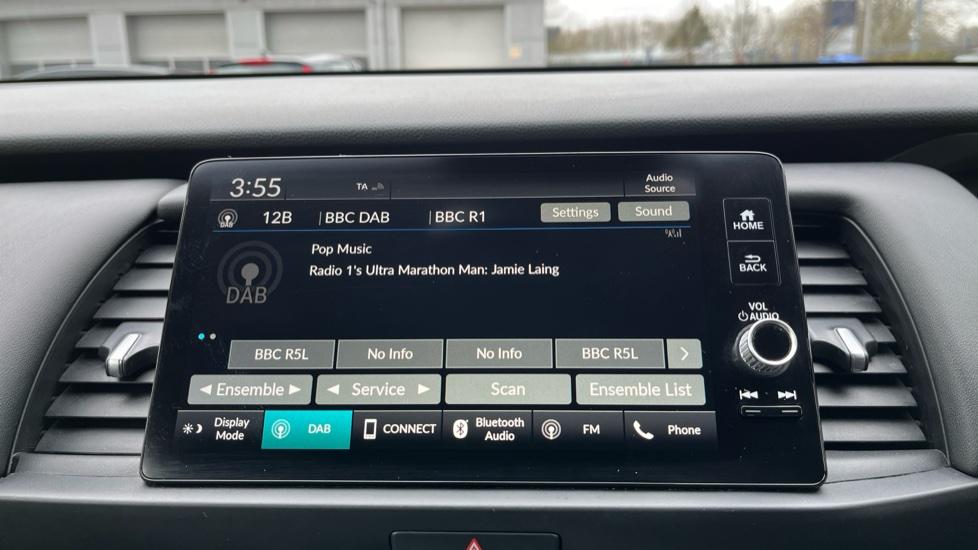 3:55 TA Audio Source
DAB 12B BBC DAB BBC R1 Settings Sound
HOME
Pop Music
Radio 1's Ultra Marathon Man: Jamie Laing
BACK
DAB
VOL
AUDIO
BBC R5L No Info No Info BBC R5L
Ensemble Service Scan Ensemble List
Display Mode DAB CONNECT Bluetooth Audio FM Phone